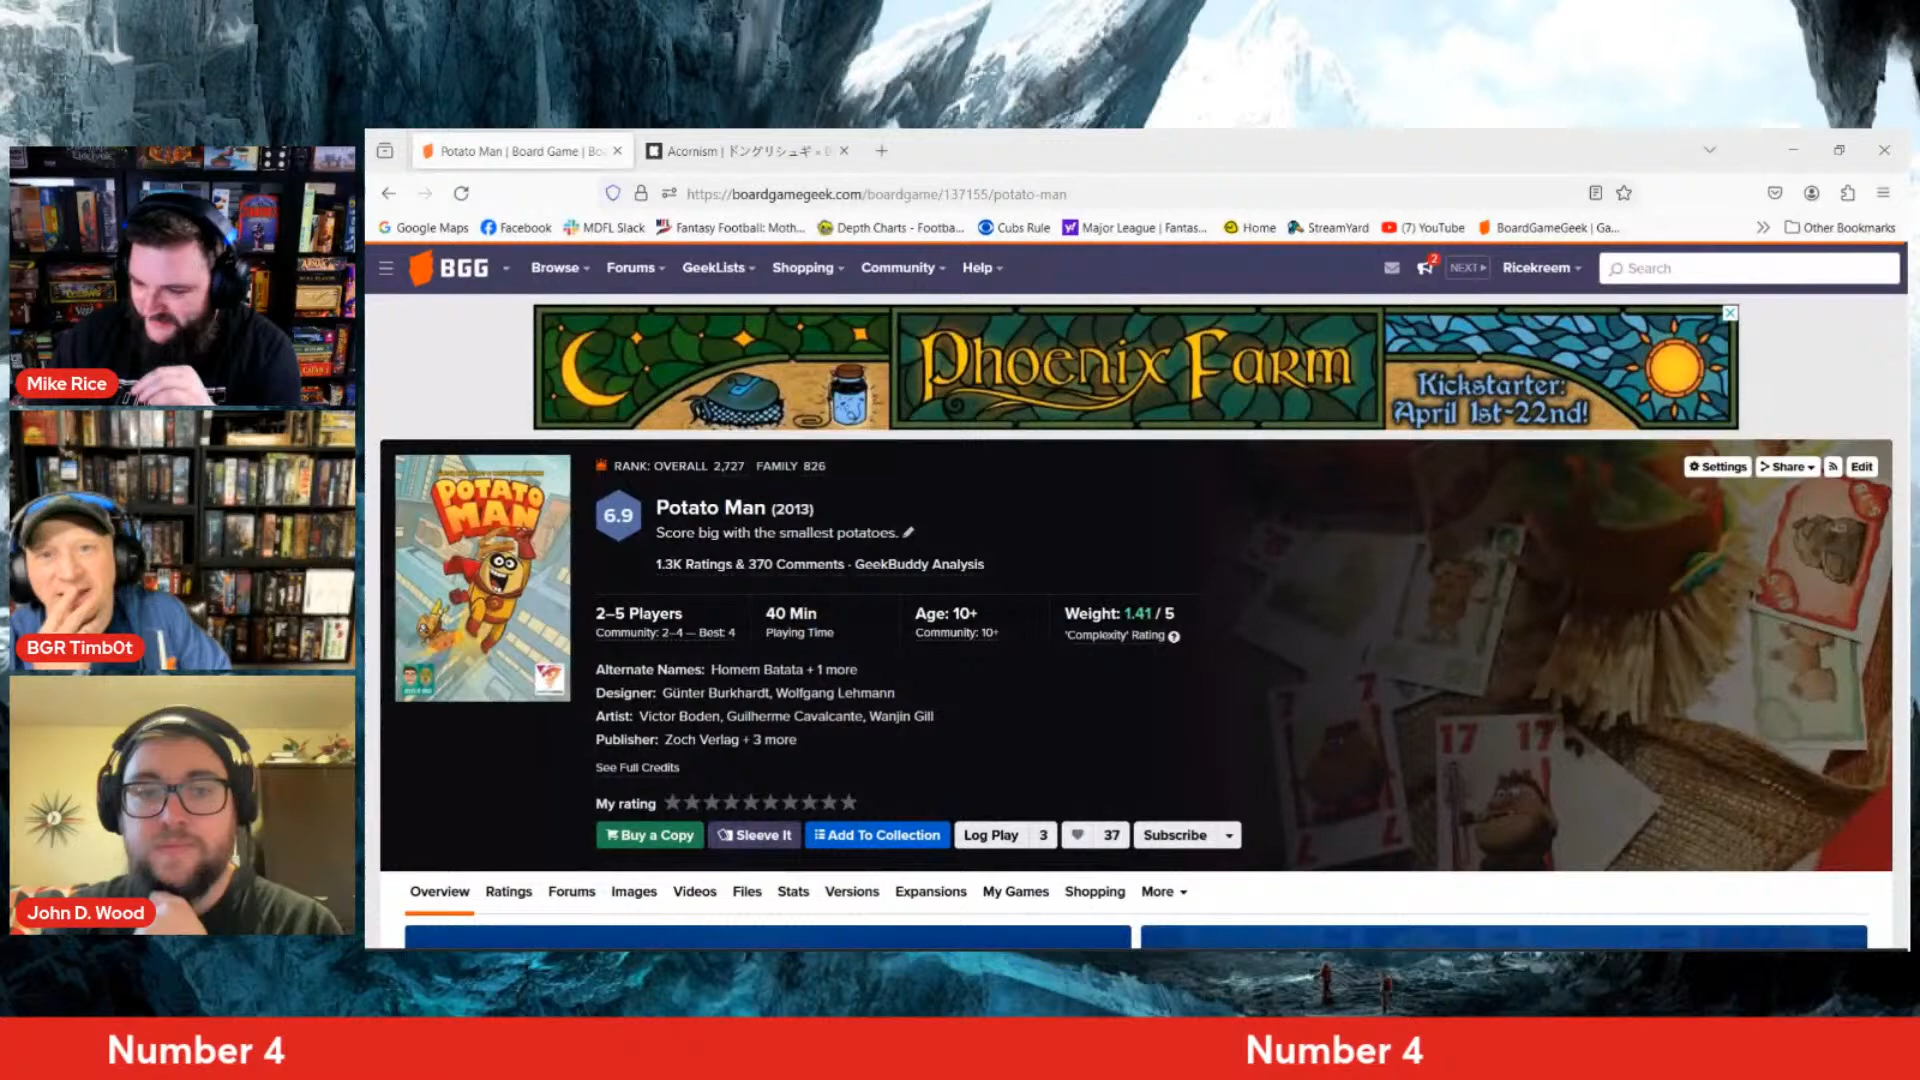 Potato Man | Board Game | Bo
Acornism | ドングリシュギ
https://boardgamegeek.com/boardgame/137155/potato-man
Google Maps
Facebook
MDFL Slack
Fantasy Football: Moth...
Depth Charts - Footba...
Cubs Rule
Major League | Fantas...
Home
StreamYard
(7) YouTube
BoardGameGeek | Ga...
Other Bookmarks
BGG
Browse
Forums
GeekLists
Shopping
Community
Help
2
NEXT
Ricekreem
Search
Phoenix Farm
Kickstarter:
April 1st-22nd!
POTATO
MAN
RANK: OVERALL 2,727 FAMILY 826
Settings
Share
Edit
6.9
Potato Man (2013)
Score big with the smallest potatoes.
1.3K Ratings & 370 Comments · GeekBuddy Analysis
2–5 Players
Community: 2–4 — Best: 4
40 Min
Playing Time
Age: 10+
Community: 10+
Weight: 1.41 / 5
'Complexity' Rating
Alternate Names: Homem Batata + 1 more
Designer: Günter Burkhardt, Wolfgang Lehmann
Artist: Victor Boden, Guilherme Cavalcante, Wanjin Gill
Publisher: Zoch Verlag + 3 more
See Full Credits
My rating
Buy a Copy
Sleeve It
Add To Collection
Log Play 3
37
Subscribe
17 17
7
Overview
Ratings
Forums
Images
Videos
Files
Stats
Versions
Expansions
My Games
Shopping
More
Mike Rice
BGR Timb0t
John D. Wood
Number 4
Number 4